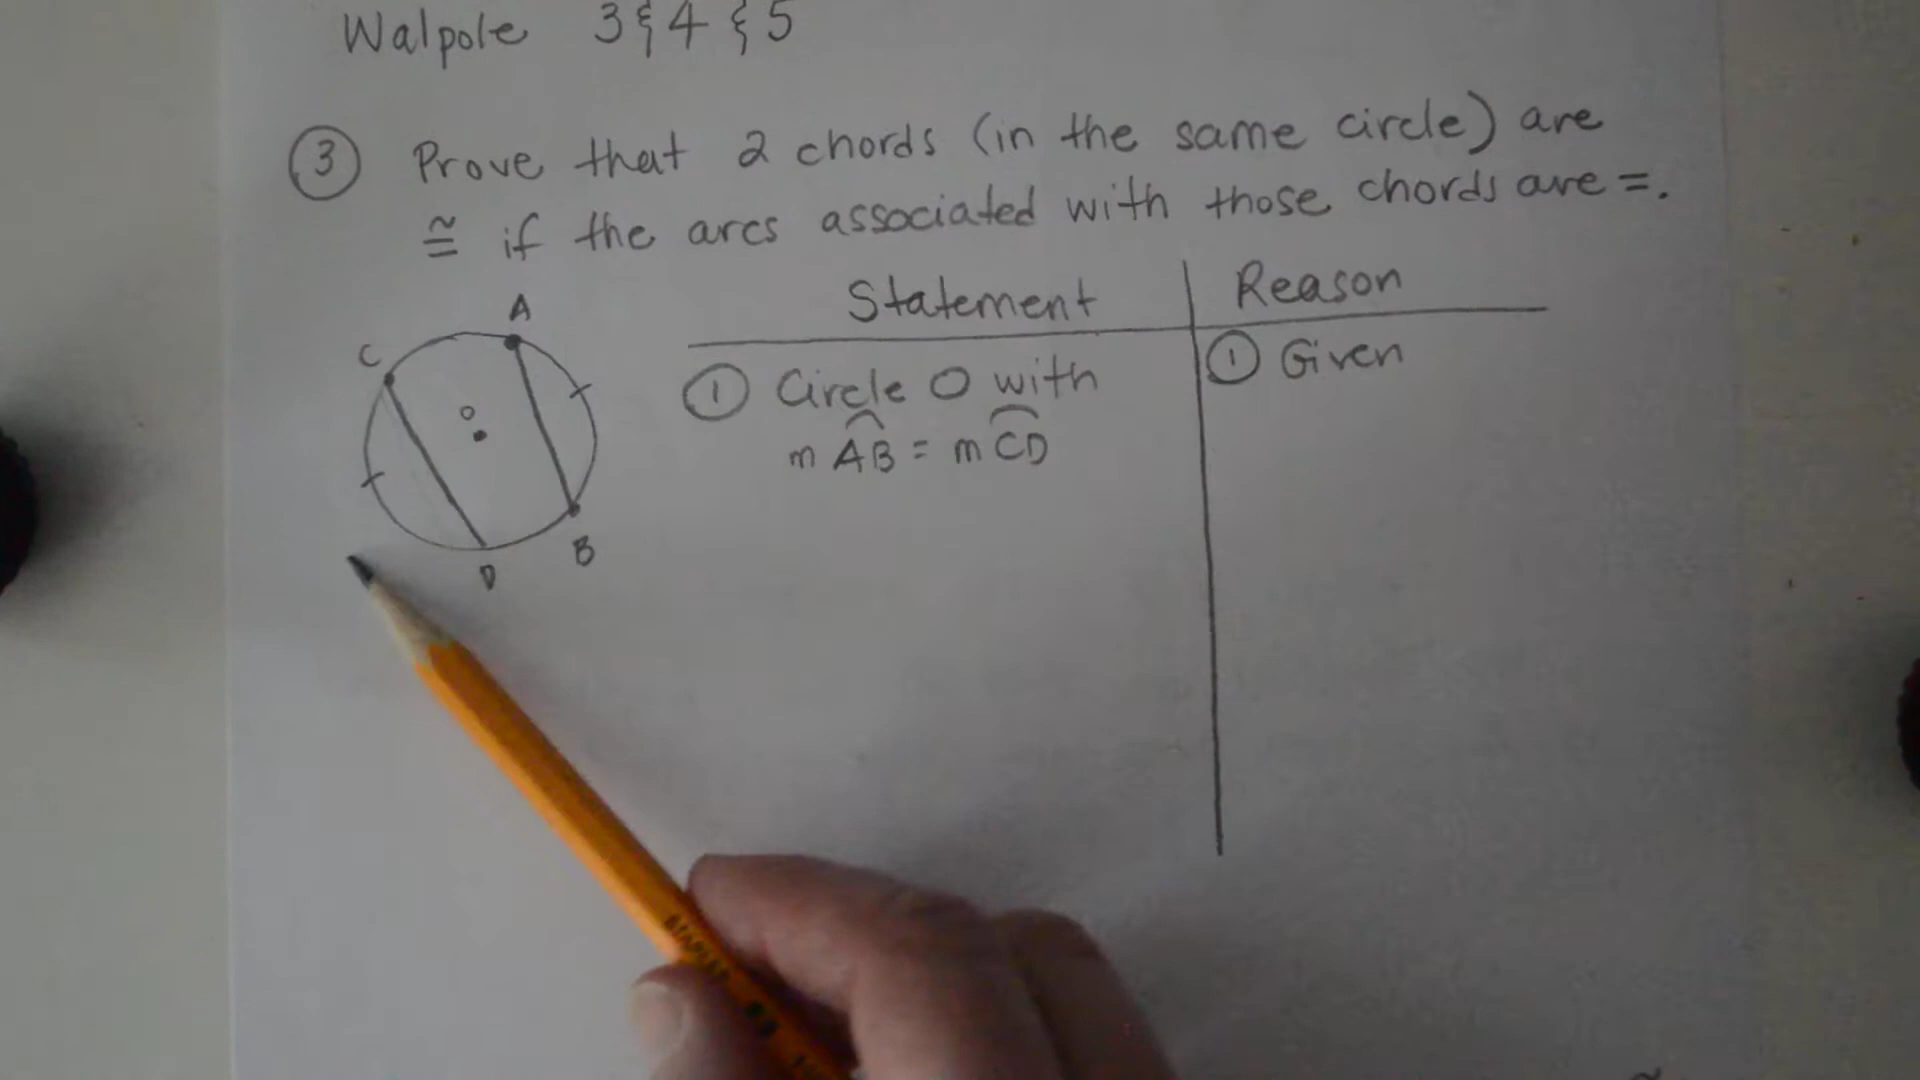 Walpole 3 & 4 & 5
③ Prove that 2 chords (in the same circle) are
≅ if the arcs associated with those chords are =.
Statement Reason
① Circle O with
m AB = m CD
① Given
A
C
O
B
D